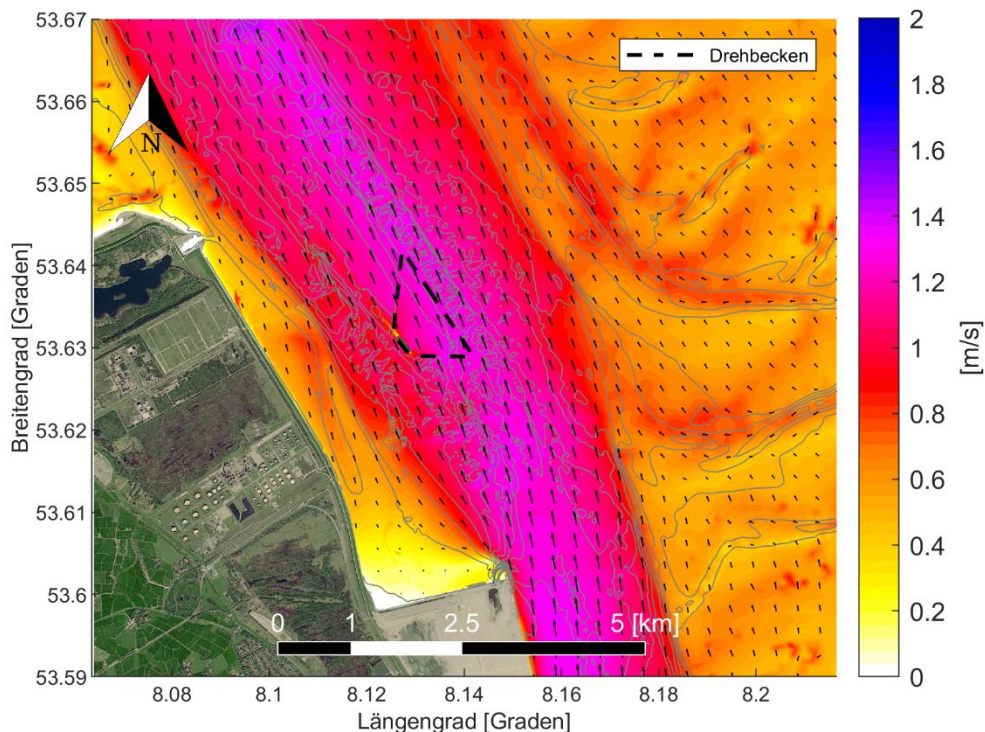 53.67
53.66
53.65
53.64
53.63
53.62
53.61
53.6
53.59
Breitengrad [Graden]
N
Drehbecken
0 1 2.5 5 [km]
8.08 8.1 8.12 8.14 8.16 8.18 8.2
Längengrad [Graden]
2
1.8
1.6
1.4
1.2
1
0.8
0.6
0.4
0.2
0
[m/s]